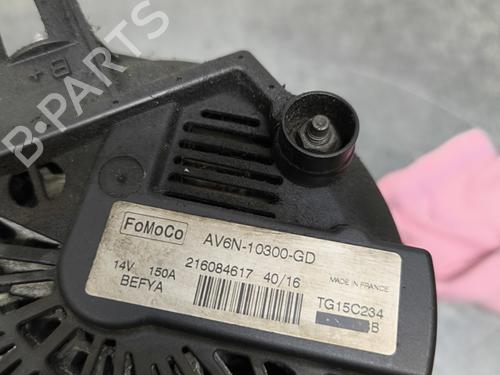 B+
B-PARTS
FoMoCo
AV6N-10300-GD
14V 150A 216084617 40/16
MADE IN FRANCE
BEFYA
TG15C234
B